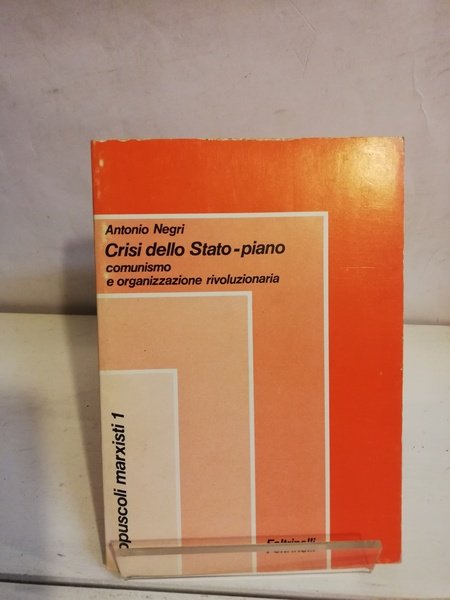 Antonio Negri
Crisi dello Stato-piano
comunismo
e organizzazione rivoluzionaria
opuscoli marxisti 1
Feltrinelli